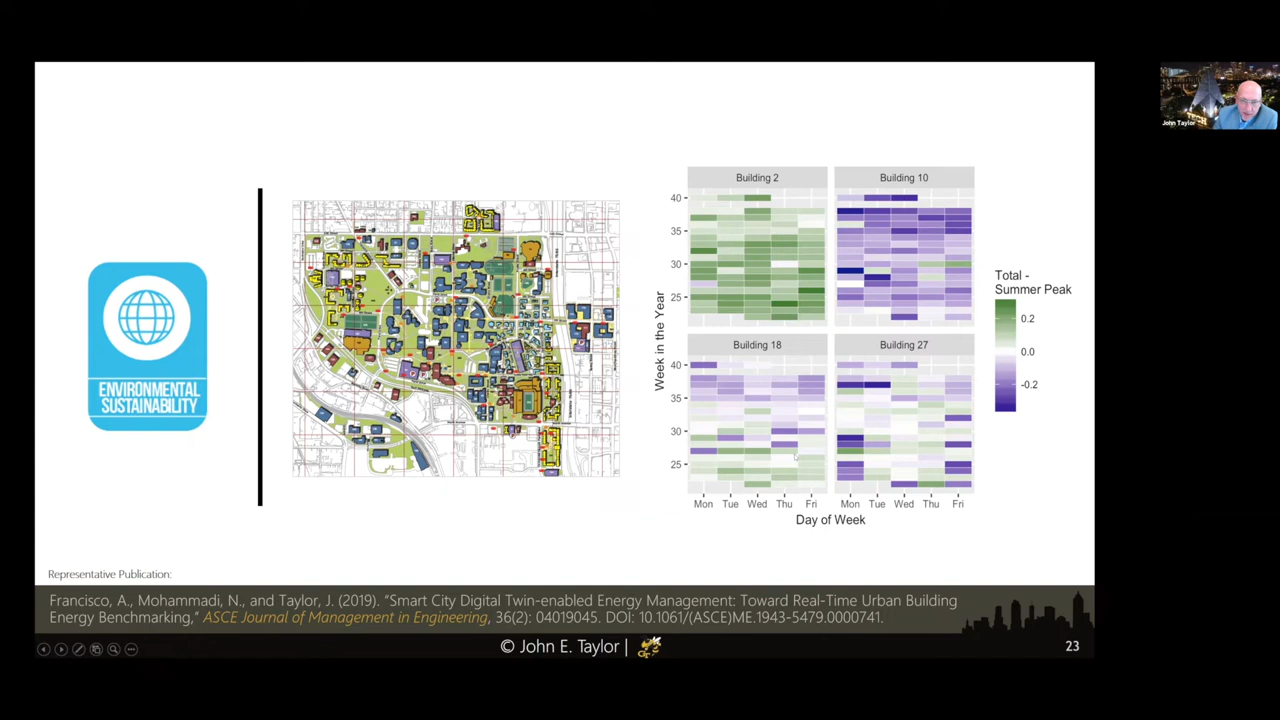 John Taylor
ENVIRONMENTAL
SUSTAINABILITY
Building 2
Building 10
40
35
30
25
Building 18
Building 27
40
35
30
25
Week in the Year
Mon Tue Wed Thu Fri
Mon Tue Wed Thu Fri
Day of Week
Total -
Summer Peak
0.2
0.0
-0.2
Representative Publication:
Francisco, A., Mohammadi, N., and Taylor, J. (2019). “Smart City Digital Twin-enabled Energy Management: Toward Real-Time Urban Building
Energy Benchmarking,” ASCE Journal of Management in Engineering, 36(2): 04019045. DOI: 10.1061/(ASCE)ME.1943-5479.0000741.
© John E. Taylor |
GT
23